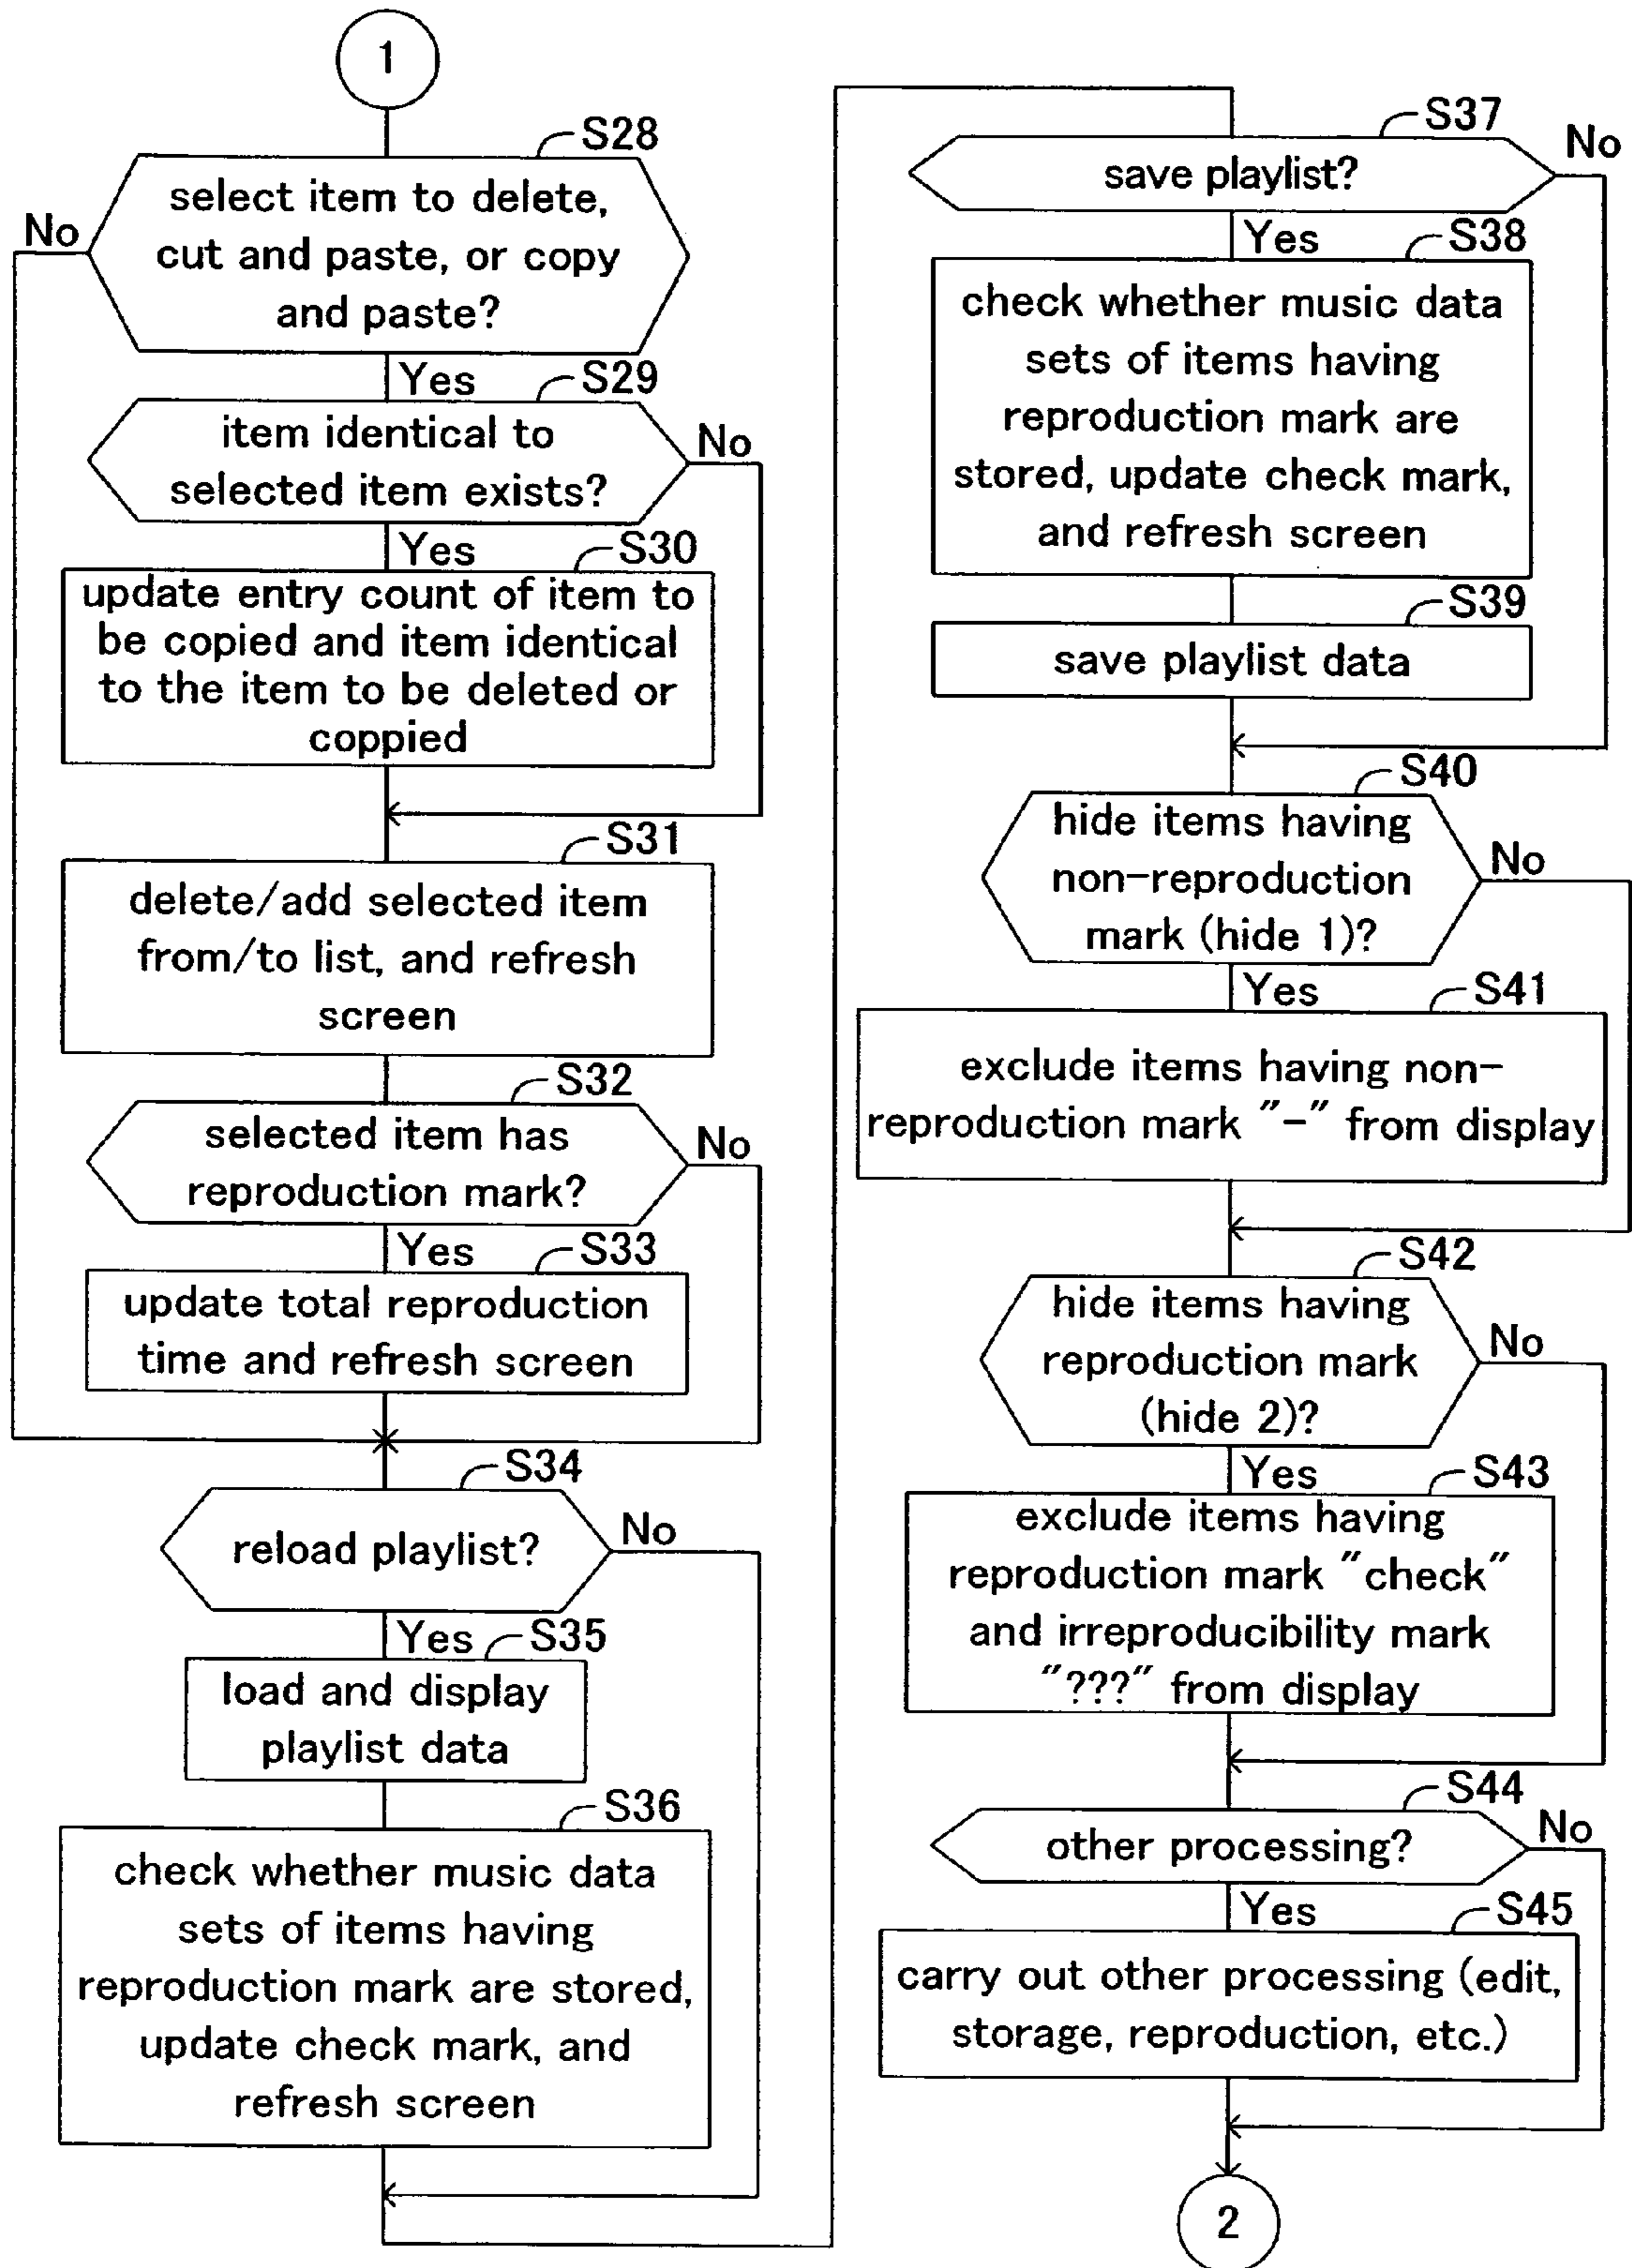 1
S28
select item to delete,
cut and paste, or copy
and paste?
No
Yes
S29
item identical to
selected item exists?
No
Yes
S30
update entry count of item to
be copied and item identical
to the item to be deleted or
coppied
S31
delete/add selected item
from/to list, and refresh
screen
S32
selected item has
reproduction mark?
No
Yes
S33
update total reproduction
time and refresh screen
S34
reload playlist?
No
Yes
S35
load and display
playlist data
S36
check whether music data
sets of items having
reproduction mark are stored,
update check mark, and
refresh screen
S37
save playlist?
No
Yes
S38
check whether music data
sets of items having
reproduction mark are
stored, update check mark,
and refresh screen
S39
save playlist data
S40
hide items having
non-reproduction
mark (hide 1)?
No
Yes
S41
exclude items having non-
reproduction mark "-" from display
S42
hide items having
reproduction mark
(hide 2)?
No
Yes
S43
exclude items having
reproduction mark "check"
and irreproducibility mark
"???" from display
S44
other processing?
No
Yes
S45
carry out other processing (edit,
storage, reproduction, etc.)
2